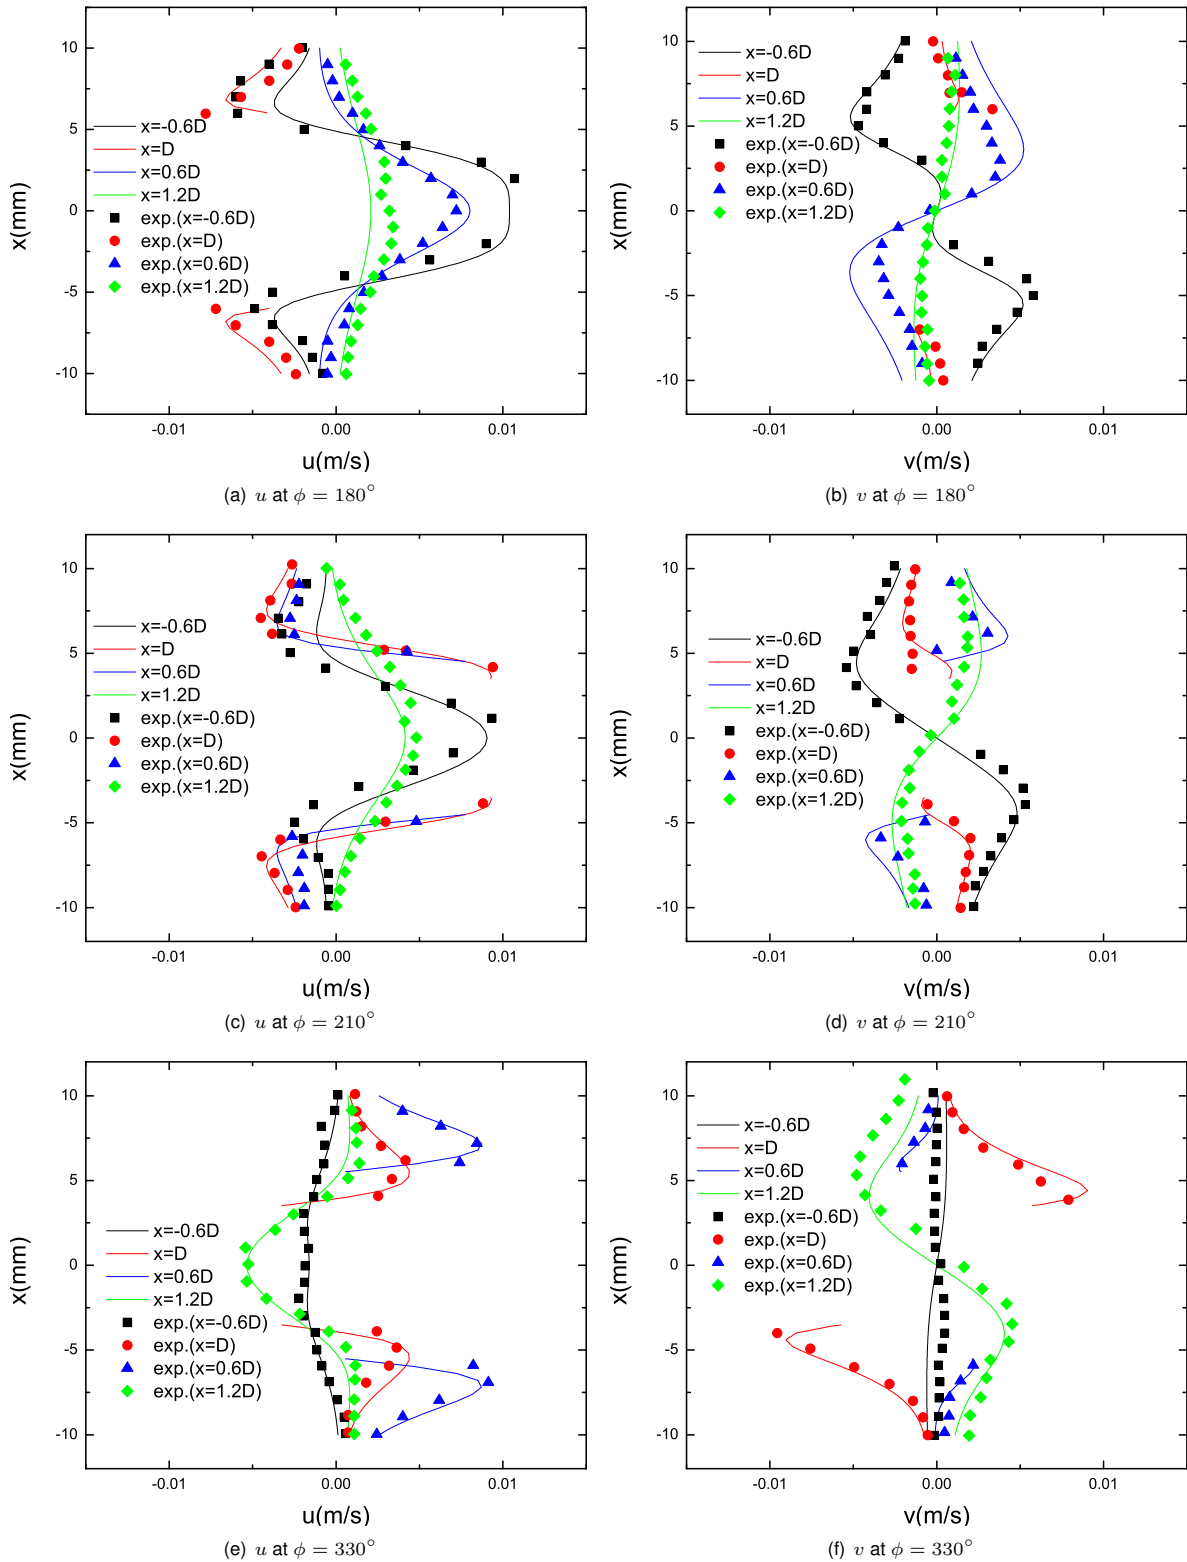 10
5
0
-5
-10
x(mm)
x=-0.6D
x=D
x=0.6D
x=1.2D
exp.(x=-0.6D)
exp.(x=D)
exp.(x=0.6D)
exp.(x=1.2D)
-0.01 0.00 0.01
u(m/s)
(a) u at ϕ = 180°
10
5
0
-5
-10
x(mm)
x=-0.6D
x=D
x=0.6D
x=1.2D
exp.(x=-0.6D)
exp.(x=D)
exp.(x=0.6D)
exp.(x=1.2D)
-0.01 0.00 0.01
v(m/s)
(b) v at ϕ = 180°
10
5
0
-5
-10
x(mm)
x=-0.6D
x=D
x=0.6D
x=1.2D
exp.(x=-0.6D)
exp.(x=D)
exp.(x=0.6D)
exp.(x=1.2D)
-0.01 0.00 0.01
u(m/s)
(c) u at ϕ = 210°
10
5
0
-5
-10
x(mm)
x=-0.6D
x=D
x=0.6D
x=1.2D
exp.(x=-0.6D)
exp.(x=D)
exp.(x=0.6D)
exp.(x=1.2D)
-0.01 0.00 0.01
v(m/s)
(d) v at ϕ = 210°
10
5
0
-5
-10
x(mm)
x=-0.6D
x=D
x=0.6D
x=1.2D
exp.(x=-0.6D)
exp.(x=D)
exp.(x=0.6D)
exp.(x=1.2D)
-0.01 0.00 0.01
u(m/s)
(e) u at ϕ = 330°
10
5
0
-5
-10
x(mm)
x=-0.6D
x=D
x=0.6D
x=1.2D
exp.(x=-0.6D)
exp.(x=D)
exp.(x=0.6D)
exp.(x=1.2D)
-0.01 0.00 0.01
v(m/s)
(f) v at ϕ = 330°